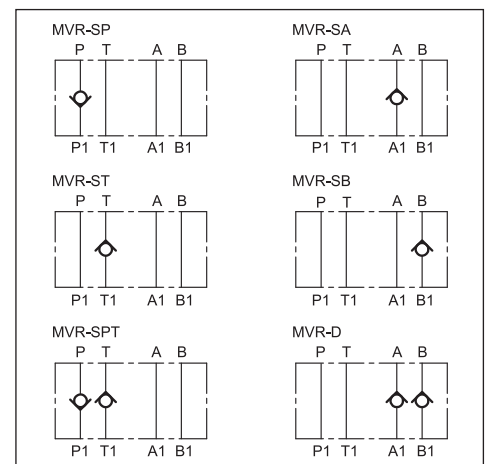 MVR-SP
P T A B
P1 T1 A1 B1
MVR-SA
P T A B
P1 T1 A1 B1
MVR-ST
P T A B
P1 T1 A1 B1
MVR-SB
P T A B
P1 T1 A1 B1
MVR-SPT
P T A B
P1 T1 A1 B1
MVR-D
P T A B
P1 T1 A1 B1